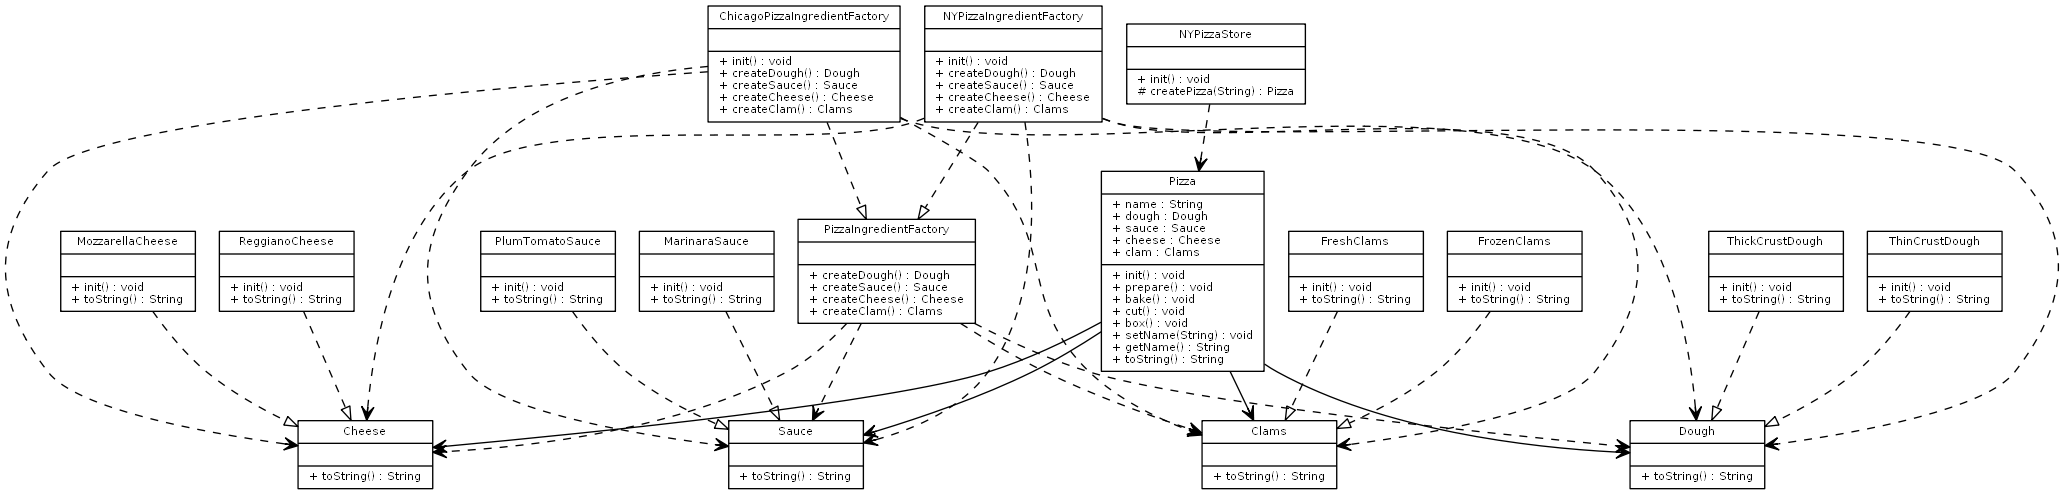 ChicagoPizzaIngredientFactory
+ init() : void
+ createDough() : Dough
+ createSauce() : Sauce
+ createCheese() : Cheese
+ createClam() : Clams
NYPizzaIngredientFactory
+ init() : void
+ createDough() : Dough
+ createSauce() : Sauce
+ createCheese() : Cheese
+ createClam() : Clams
NYPizzaStore
+ init() : void
# createPizza(String) : Pizza
MozzarellaCheese
+ init() : void
+ toString() : String
ReggianoCheese
+ init() : void
+ toString() : String
PlumTomatoSauce
+ init() : void
+ toString() : String
MarinaraSauce
+ init() : void
+ toString() : String
PizzaIngredientFactory
+ createDough() : Dough
+ createSauce() : Sauce
+ createCheese() : Cheese
+ createClam() : Clams
Pizza
+ name : String
+ dough : Dough
+ sauce : Sauce
+ cheese : Cheese
+ clam : Clams
+ init() : void
+ prepare() : void
+ bake() : void
+ cut() : void
+ box() : void
+ setName(String) : void
+ getName() : String
+ toString() : String
FreshClams
+ init() : void
+ toString() : String
FrozenClams
+ init() : void
+ toString() : String
ThickCrustDough
+ init() : void
+ toString() : String
ThinCrustDough
+ init() : void
+ toString() : String
Cheese
+ toString() : String
Sauce
+ toString() : String
Clams
+ toString() : String
Dough
+ toString() : String